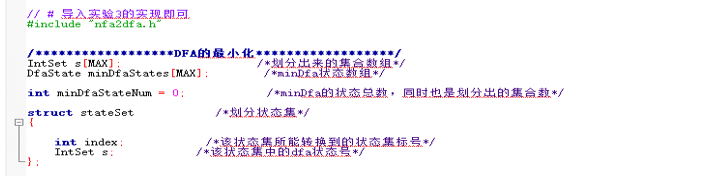 // # 导入实验3的实现即可
#include "nfa2dfa.h"
/******************DFA的最小化******************/
IntSet s[MAX]; /*划分出来的集合数组*/
DfaState minDfaStates[MAX]; /*minDfa状态数组*/
int minDfaStateNum = 0; /*minDfa的状态总数，同时也是划分出的集合数*/
struct stateSet /*划分状态集*/
{
int index; /*该状态集所能转换到的状态集标号*/
IntSet s; /*该状态集中的dfa状态号*/
};